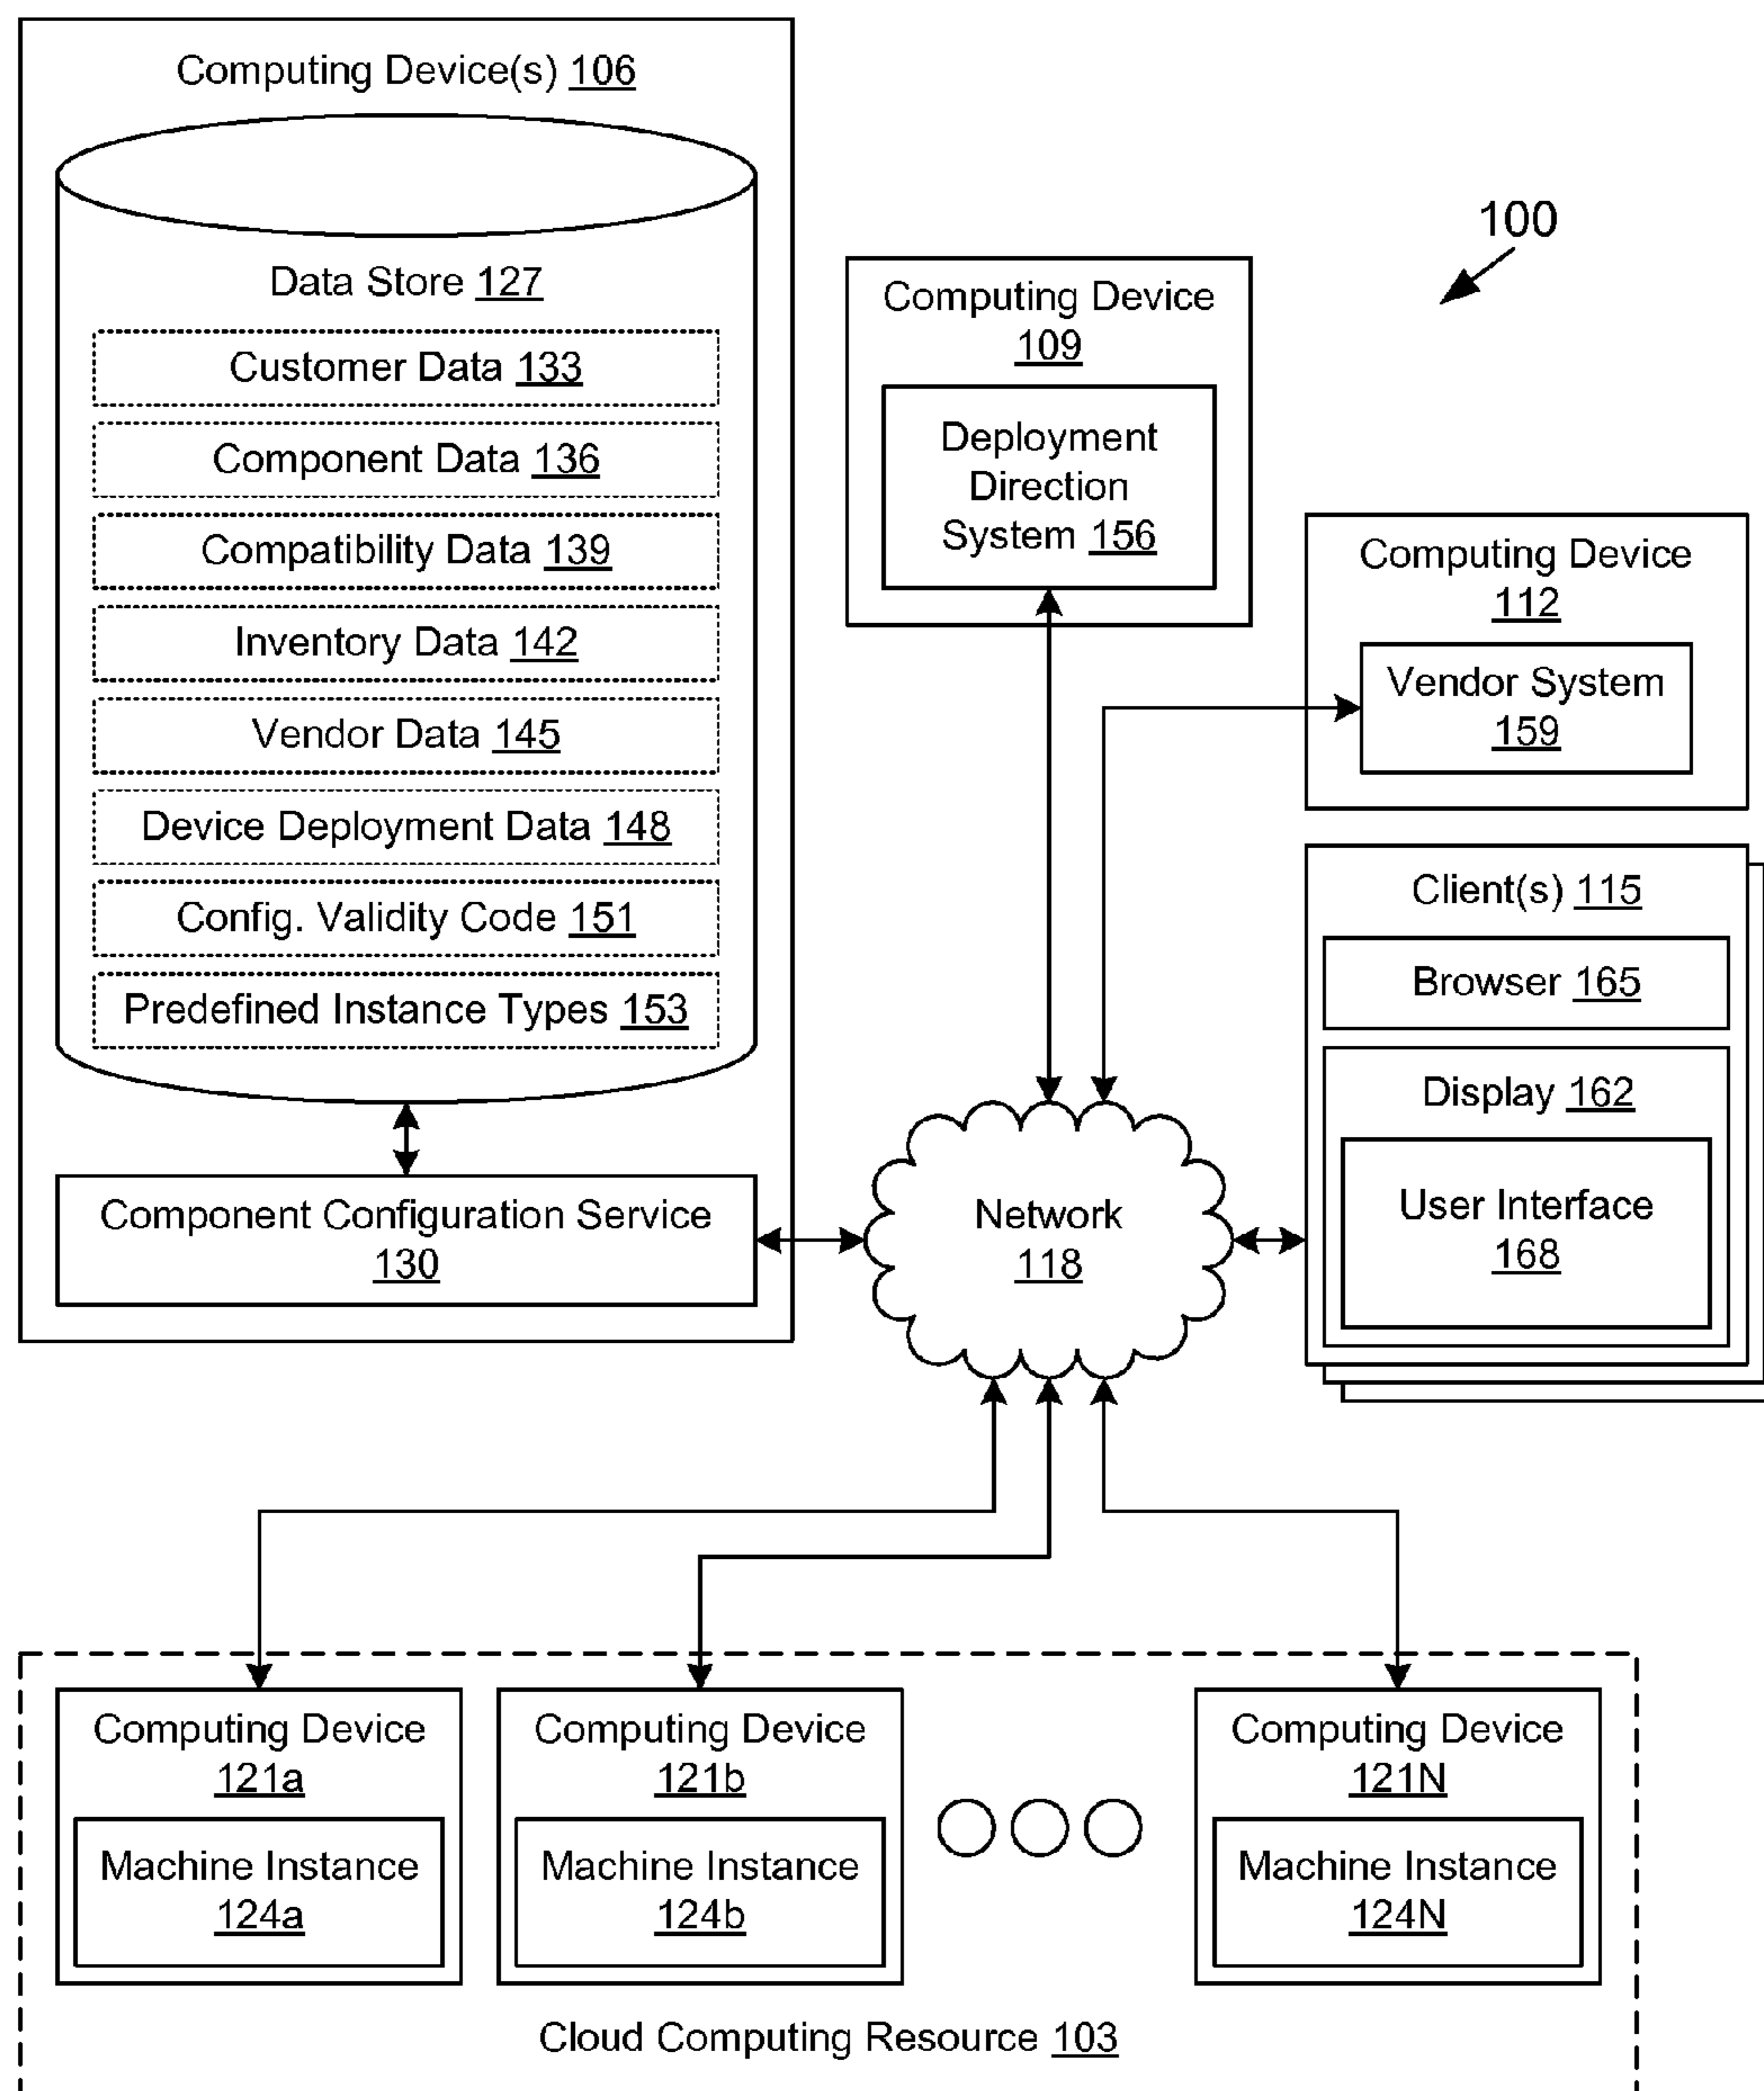 Computing Device(s) 106
Data Store 127
Customer Data 133
Component Data 136
Compatibility Data 139
Inventory Data 142
Vendor Data 145
Device Deployment Data 148
Config. Validity Code 151
Predefined Instance Types 153
Component Configuration Service
130
100
Computing Device
109
Deployment
Direction
System 156
Computing Device
112
Vendor System
159
Client(s) 115
Browser 165
Display 162
User Interface
168
Network
118
Computing Device
121a
Machine Instance
124a
Computing Device
121b
Machine Instance
124b
Computing Device
121N
Machine Instance
124N
Cloud Computing Resource 103